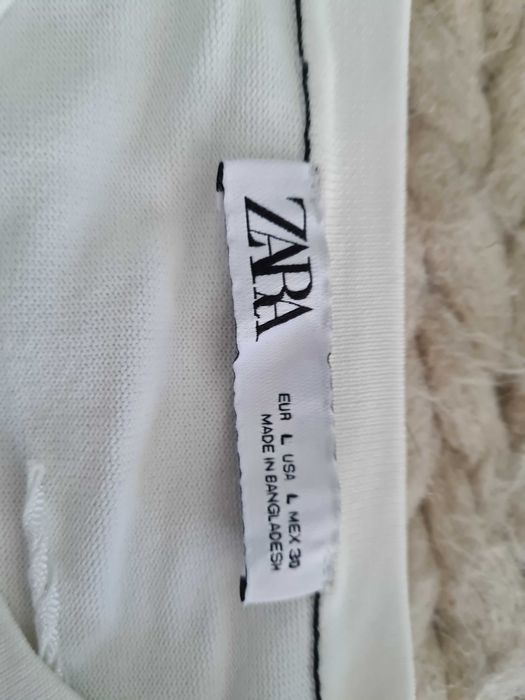 ZARA
EUR L USA L MEX 30
MADE IN BANGLADESH